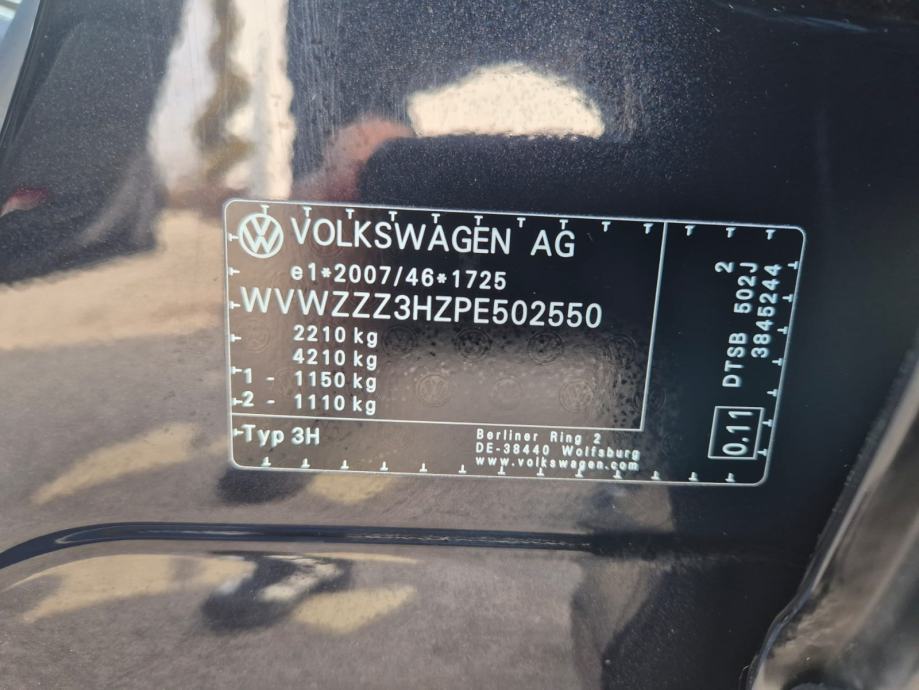 VOLKSWAGEN AG
e1*2007/46*1725
WVWZZZ3HZPE502550
2210 kg
4210 kg
1 - 1150 kg
2 - 1110 kg
Typ 3H
Berliner Ring 2
DE-38440 Wolfsburg
www.volkswagen.com
2
DTSB 502J
3845244
0.11